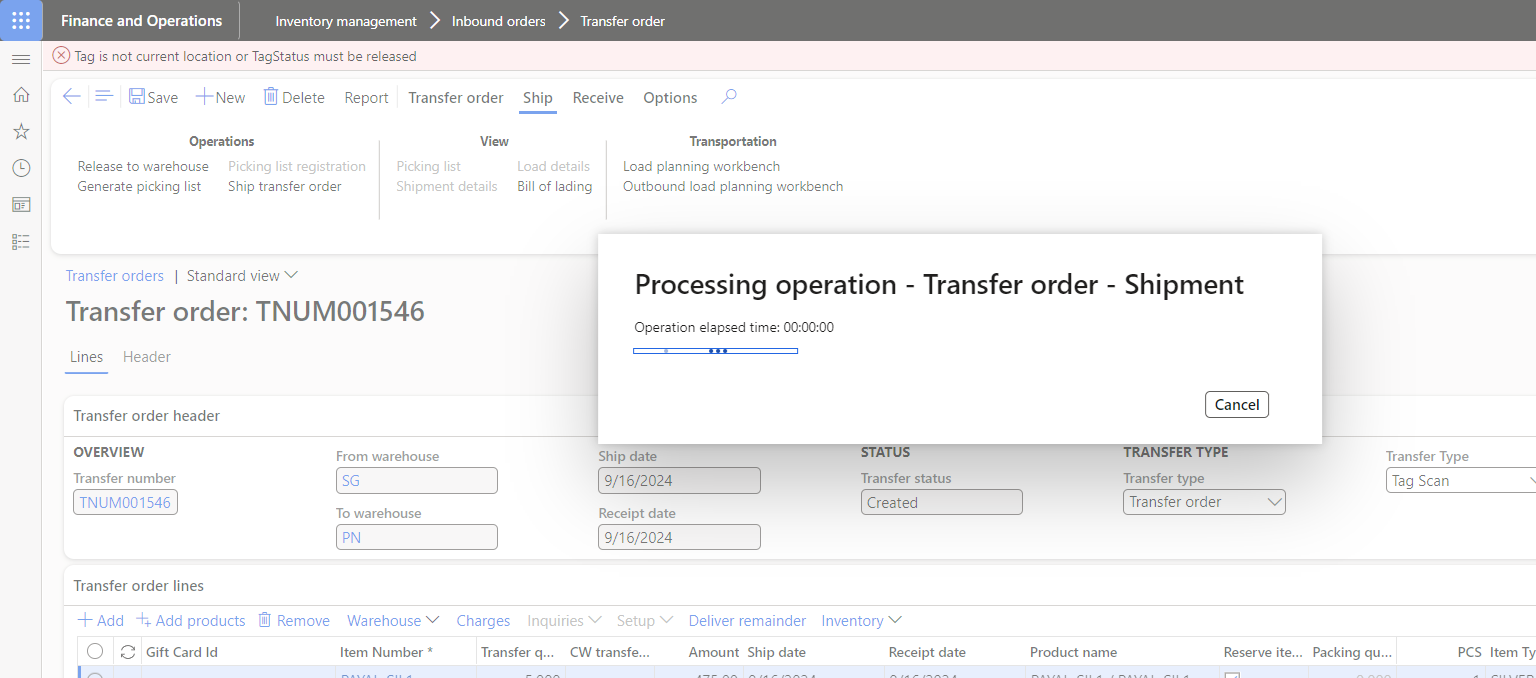 Finance and Operations
Inventory management > Inbound orders > Transfer order
Tag is not current location or TagStatus must be released
Save New Delete Report Transfer order Ship Receive Options
Operations View Transportation
Release to warehouse Picking list registration Picking list Load details Load planning workbench
Generate picking list Ship transfer order Shipment details Bill of lading Outbound load planning workbench
Processing operation - Transfer order - Shipment
Operation elapsed time: 00:00:00
Cancel
Transfer orders | Standard view
Transfer order: TNUM001546
Lines Header
Transfer order header
OVERVIEW
Transfer number
TNUM001546
From warehouse
SG
To warehouse
PN
Ship date
9/16/2024
Receipt date
9/16/2024
STATUS
Transfer status
Created
TRANSFER TYPE
Transfer type
Transfer order
Transfer Type
Tag Scan
Transfer order lines
Add Add products Remove Warehouse Charges Inquiries Setup Deliver remainder Inventory
Gift Card Id Item Number * Transfer q... CW transfe... Amount Ship date Receipt date Product name Reserve ite... Packing qu... PCS Item Ty